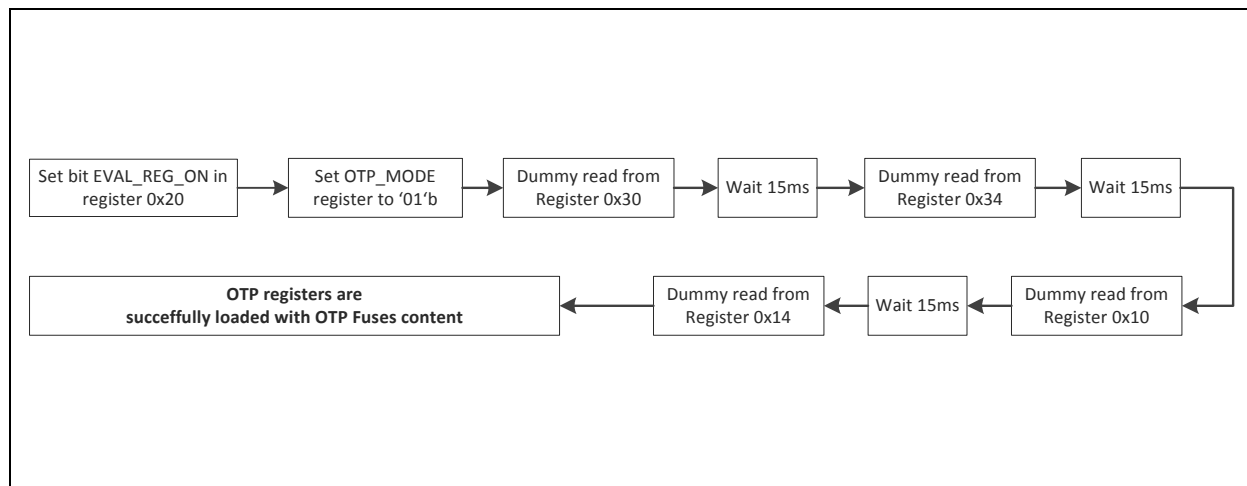 Set bit EVAL_REG_ON in
register 0x20
Set OTP_MODE
register to ‘01‘b
Dummy read from
Register 0x30
Wait 15ms
Dummy read from
Register 0x34
Wait 15ms
Dummy read from
Register 0x10
Wait 15ms
Dummy read from
Register 0x14
OTP registers are
succeffully loaded with OTP Fuses content